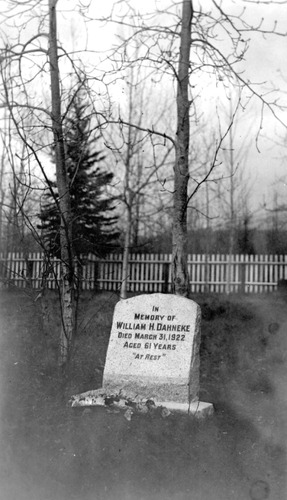 IN
MEMORY OF
WILLIAM H. DAHNEKE
DIED MARCH 31, 1922
AGED 61 YEARS
"AT REST"